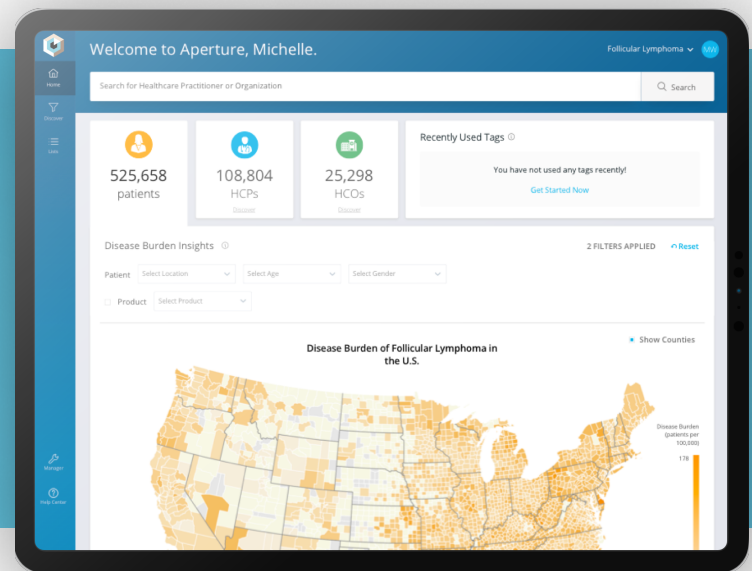 Welcome to Aperture, Michelle.
Follicular Lymphoma
MW
Home
Search for Healthcare Practitioner or Organization
Search
Discover
Lists
525,658
patients
108,804
HCPs
Discover
25,298
HCOs
Discover
Recently Used Tags
You have not used any tags recently!
Get Started Now
Disease Burden Insights
2 FILTERS APPLIED
Reset
Patient
Select Location
Select Age
Select Gender
Product
Select Product
Disease Burden of Follicular Lymphoma in
the U.S.
Show Counties
Disease Burden
(patients per
100,000)
178
Manager
Help Center